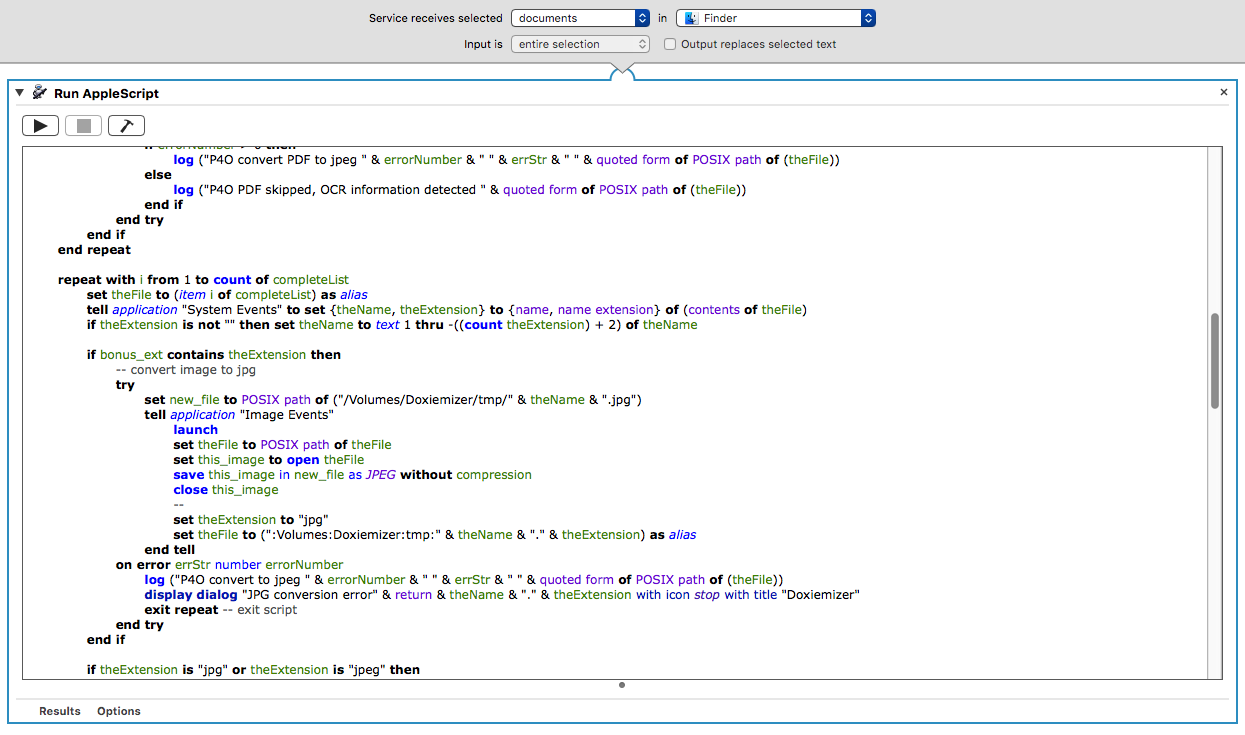 Service receives selected documents in Finder
Input is entire selection Output replaces selected text
Run AppleScript
log ("P4O convert PDF to jpeg " & errorNumber & " " & errStr & " " & quoted form of POSIX path of (theFile))
else
log ("P4O PDF skipped, OCR information detected " & quoted form of POSIX path of (theFile))
end if
end try
end if
end repeat
repeat with i from 1 to count of completeList
set theFile to (item i of completeList) as alias
tell application "System Events" to set {theName, theExtension} to {name, name extension} of (contents of theFile)
if theExtension is not "" then set theName to text 1 thru -((count theExtension) + 2) of theName
if bonus_ext contains theExtension then
-- convert image to jpg
try
set new_file to POSIX path of ("/Volumes/Doxiemizer/tmp/" & theName & ".jpg")
tell application "Image Events"
launch
set theFile to POSIX path of theFile
set this_image to open theFile
save this_image in new_file as JPEG without compression
close this_image
--
set theExtension to "jpg"
set theFile to (":Volumes:Doxiemizer:tmp:" & theName & "." & theExtension) as alias
end tell
on error errStr number errorNumber
log ("P4O convert to jpeg " & errorNumber & " " & errStr & " " & quoted form of POSIX path of (theFile))
display dialog "JPG conversion error" & return & theName & "." & theExtension with icon stop with title "Doxiemizer"
exit repeat -- exit script
end try
end if
if theExtension is "jpg" or theExtension is "jpeg" then
Results Options